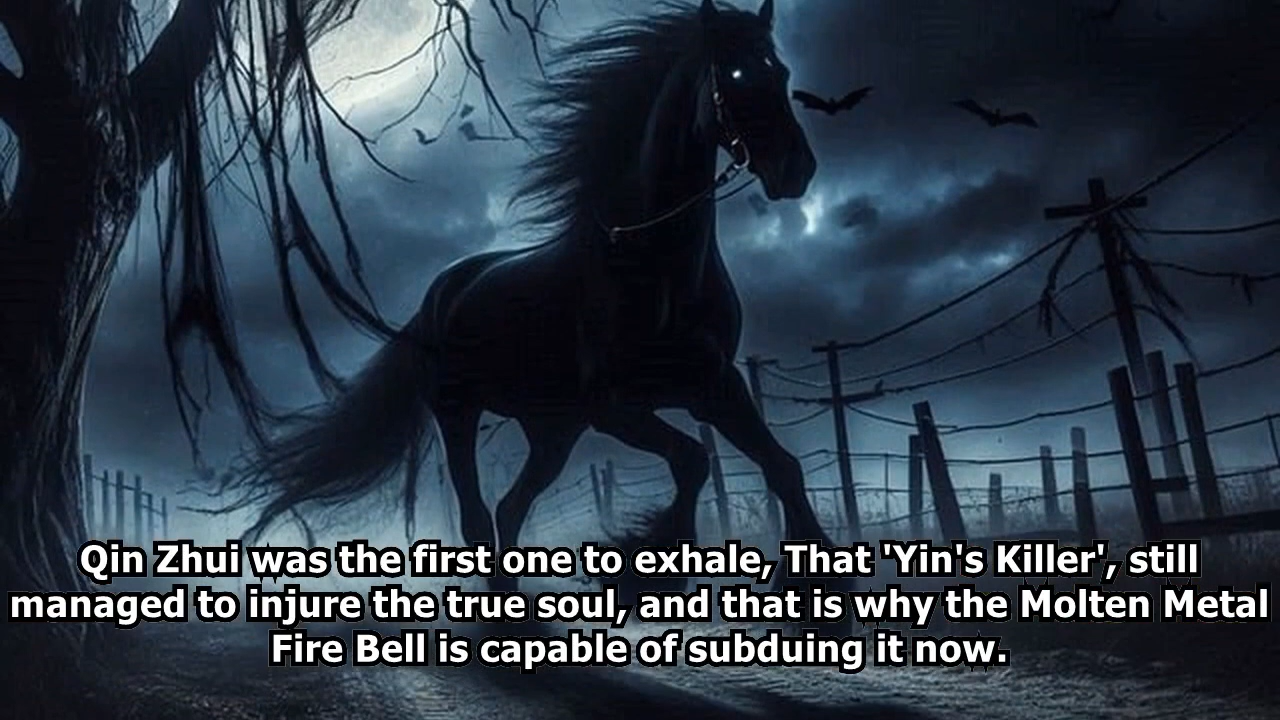 Qin Zhui was the first one to exhale, That 'Yin's Killer', still
managed to injure the true soul, and that is why the Molten Metal
Fire Bell is capable of subduing it now.